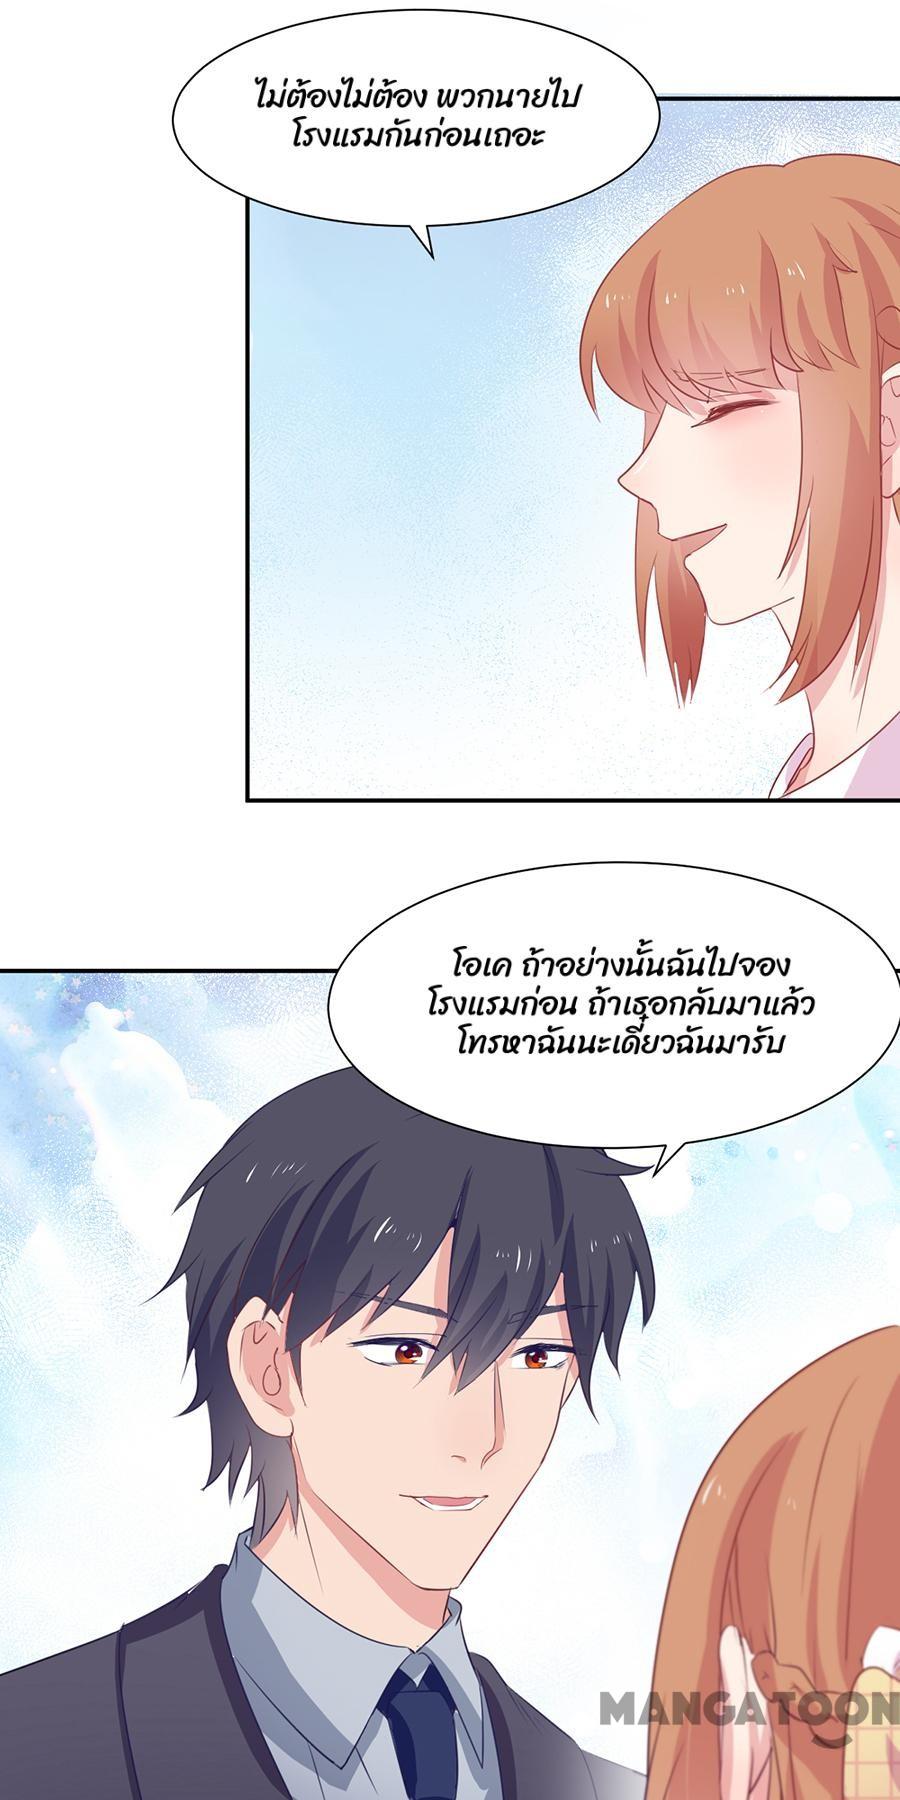 ไม่ต้องไม่ต้อง พวกนายไป
โรงแรมกันก่อนเถอะ
โอเค ถ้าอย่างนั้นฉันไปจอง
โรงแรมก่อน ถ้าเธอกลับมาแล้ว
โทรหาฉันนะเดี๋ยวฉันมารับ
MANGATOON